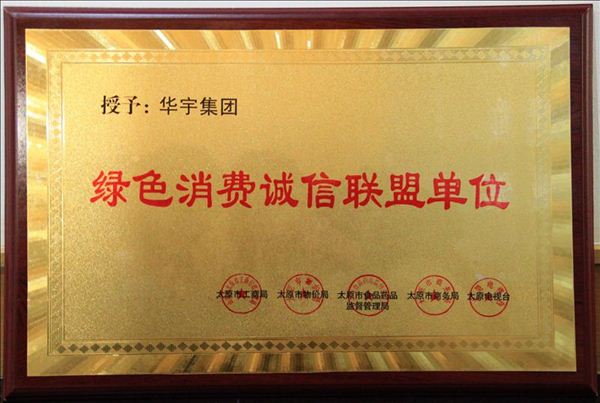 授予：华宇集团
绿色消费诚信联盟单位
太原市工商局 太原市物价局 太原市食品药品监督管理局 太原市商务局 太原电视台